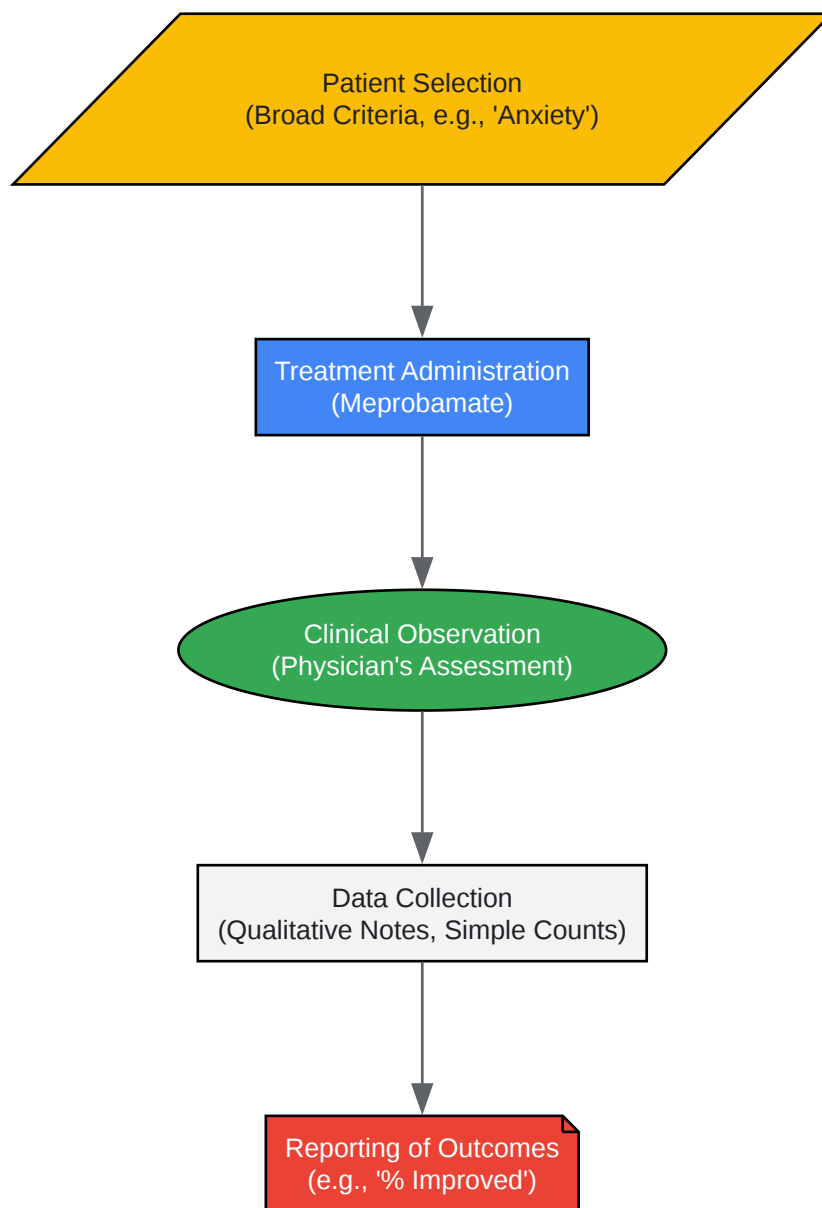 Patient Selection
(Broad Criteria, e.g., 'Anxiety')
Treatment Administration
(Meprobamate)
Clinical Observation
(Physician's Assessment)
Data Collection
(Qualitative Notes, Simple Counts)
Reporting of Outcomes
(e.g., '% Improved')